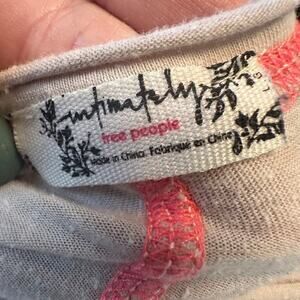 intimately
free people
Made in China. Fabriqué en Chine